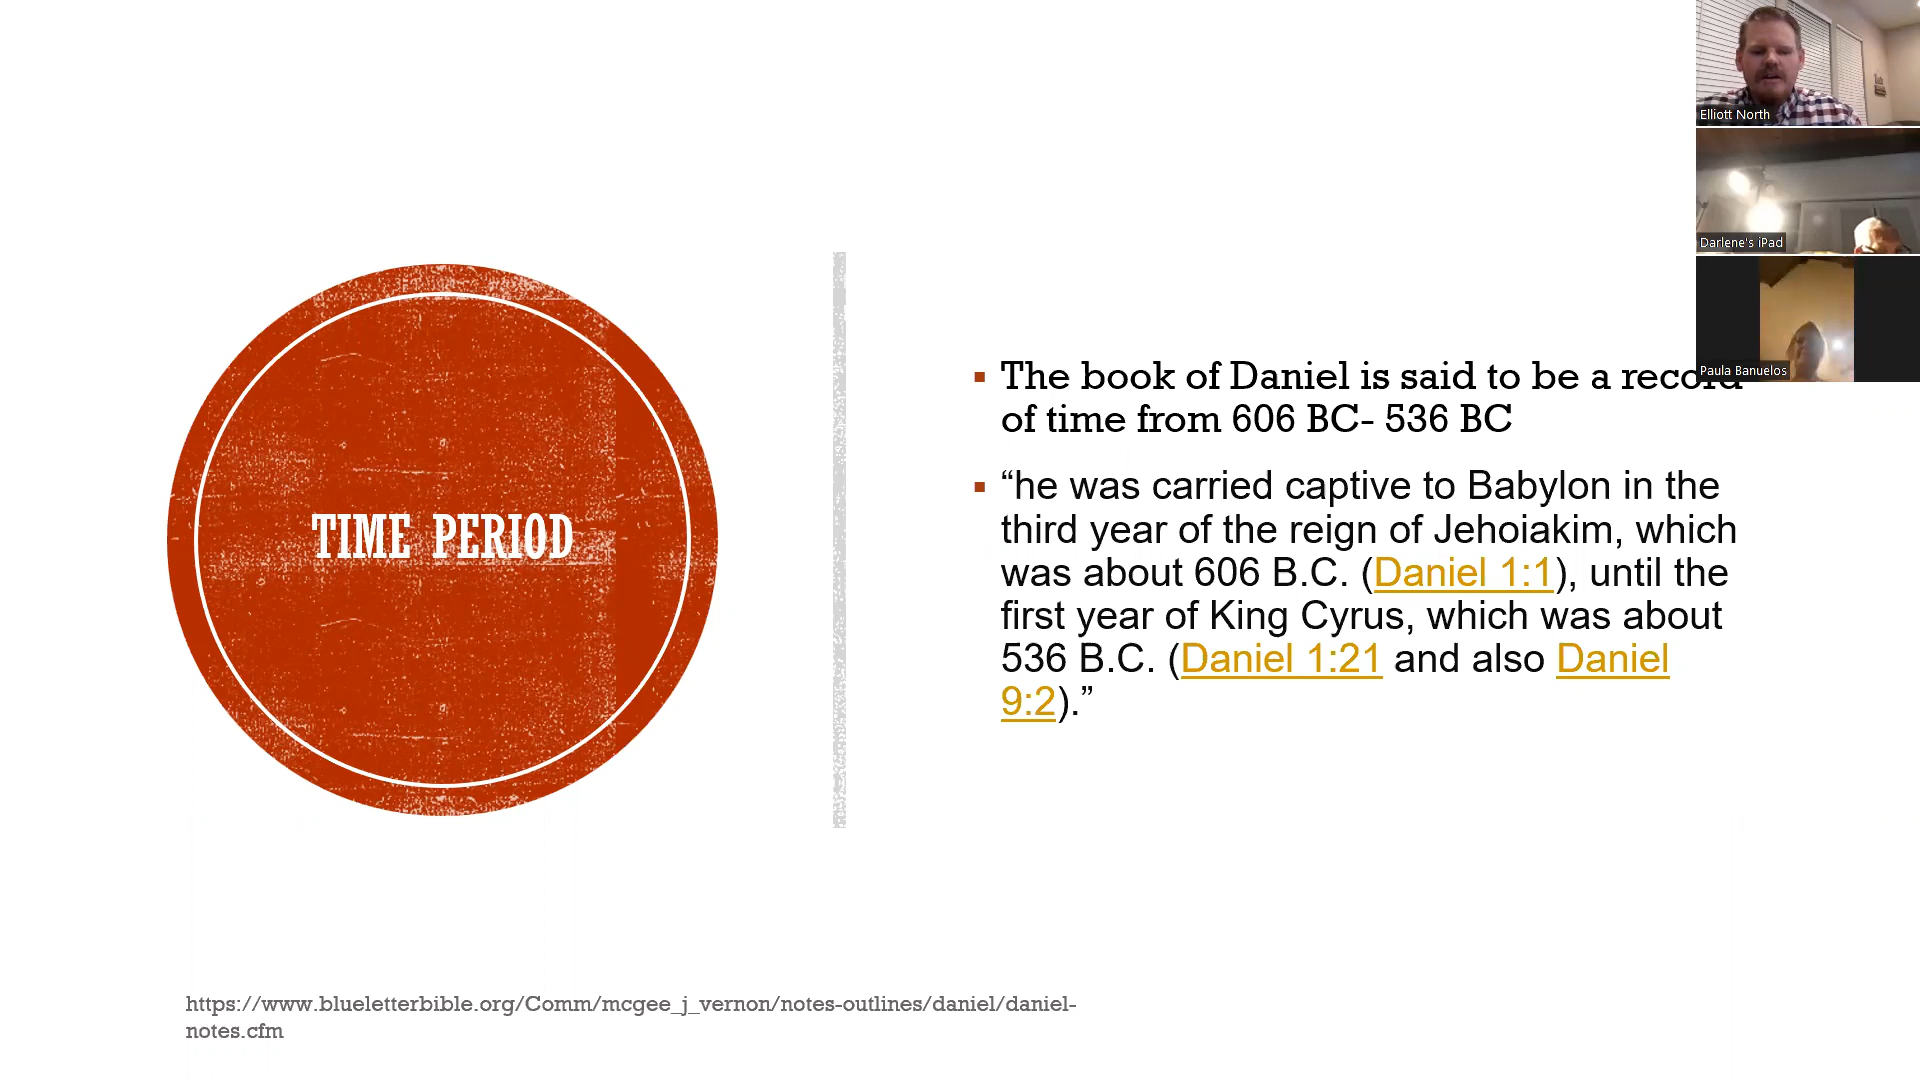 Elliott North
Darlene's iPad
Paula Banuelos
TIME PERIOD
▪ The book of Daniel is said to be a record
of time from 606 BC- 536 BC
▪ “he was carried captive to Babylon in the
third year of the reign of Jehoiakim, which
was about 606 B.C. (Daniel 1:1), until the
first year of King Cyrus, which was about
536 B.C. (Daniel 1:21 and also Daniel
9:2).”
https://www.blueletterbible.org/Comm/mcgee_j_vernon/notes-outlines/daniel/daniel-
notes.cfm